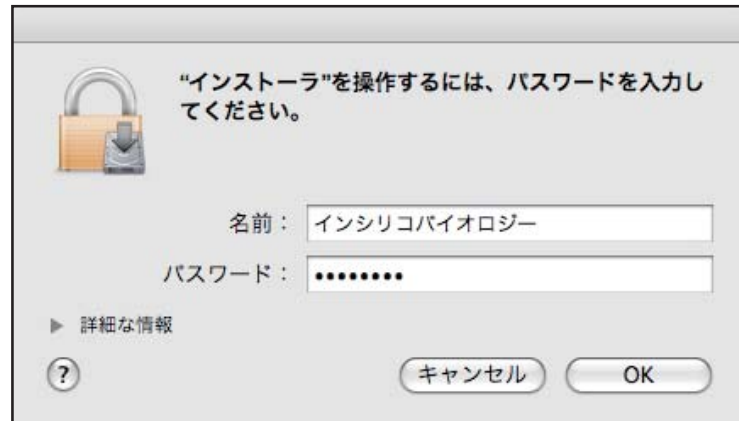 “インストーラ”を操作するには、パスワードを入力し
てください。
名前： インシリコバイオロジー
パスワード： ••••••••
▶ 詳細な情報
? キャンセル OK